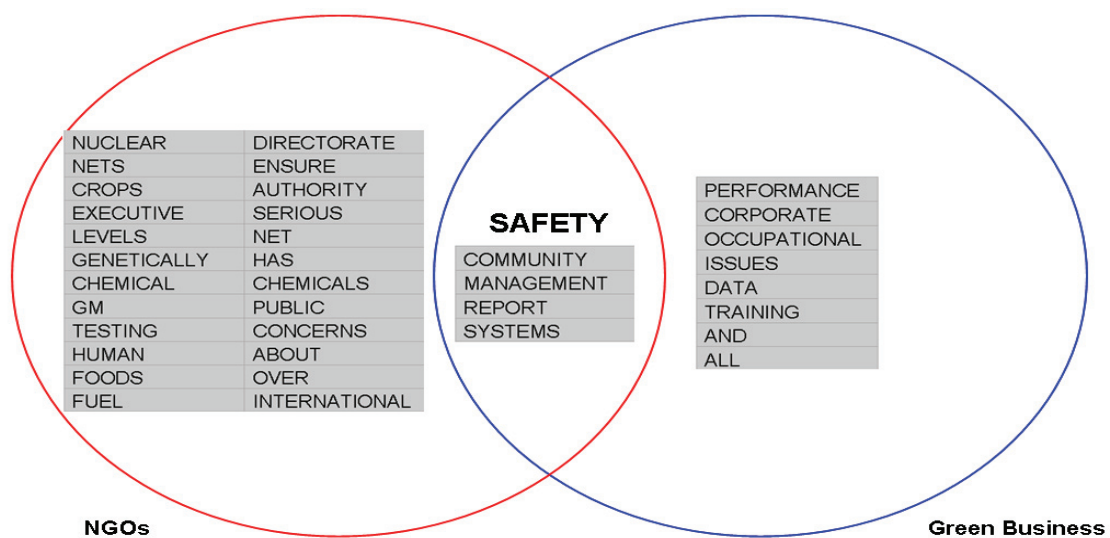 NUCLEAR DIRECTORATE
NETS ENSURE
CROPS AUTHORITY
EXECUTIVE SERIOUS
LEVELS NET
GENETICALLY HAS
CHEMICAL CHEMICALS
GM PUBLIC
TESTING CONCERNS
HUMAN ABOUT
FOODS OVER
FUEL INTERNATIONAL
SAFETY
COMMUNITY
MANAGEMENT
REPORT
SYSTEMS
PERFORMANCE
CORPORATE
OCCUPATIONAL
ISSUES
DATA
TRAINING
AND
ALL
NGOs
Green Business